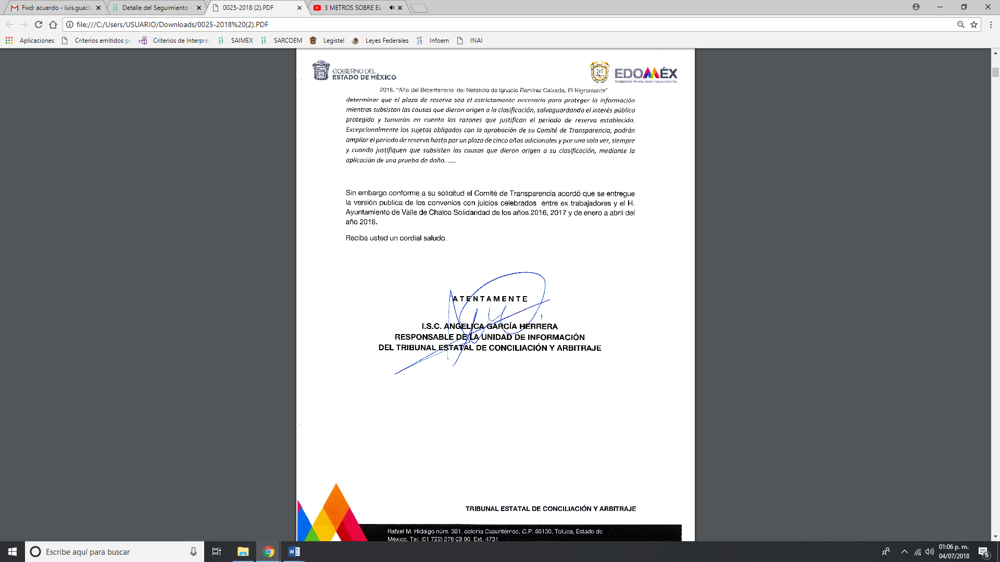 Fwd: acuerdo - luis.guada
Detalle del Seguimiento d
0025-2018 (2).PDF
3 METROS SOBRE EL C
file:///C:/Users/USUARIO/Downloads/0025-2018%20(2).PDF
Aplicaciones
Criterios emitidos po
Criterios de Interpret
SAIMEX
SARCOEM
Legistel
Leyes Federales
Infoem
INAI
GOBIERNO DEL
ESTADO DE MÉXICO
EDOMÉX
DECISIONES FIRMES, RESULTADOS FUERTES
2018. "Año del Bicentenario del Natalicio de Ignacio Ramírez Calzada, El Nigromante"
determinar que el plazo de reserva sea el estrictamente necesario para proteger la información
mientras subsistan las causas que dieron origen a la clasificación, salvaguardando el interés público
protegido y tomarán en cuenta las razones que justifican el periodo de reserva establecido.
Excepcionalmente los sujetos obligados con la aprobación de su Comité de Transparencia, podrán
ampliar el periodo de reserva hasta por un plazo de cinco años adicionales y por una sola vez, siempre
y cuando justifiquen que subsisten las causas que dieron origen a su clasificación, mediante la
aplicación de una prueba de daño. .....
Sin embargo conforme a su solicitud el Comité de Transparencia acordó que se entregue
la versión publica de los convenios con juicios celebrados entre ex trabajadores y el H.
Ayuntamiento de Valle de Chalco Solidaridad de los años 2016, 2017 y de enero a abril del
año 2018.
Reciba usted un cordial saludo.
A T E N T A M E N T E
I.S.C. ANGELICA GARCÍA HERRERA
RESPONSABLE DE LA UNIDAD DE INFORMACIÓN
DEL TRIBUNAL ESTATAL DE CONCILIACIÓN Y ARBITRAJE
TRIBUNAL ESTATAL DE CONCILIACIÓN Y ARBITRAJE
Rafael M. Hidalgo núm. 301, colonia Cuauhtémoc, C.P. 50130, Toluca, Estado de
México. Tel: (01 722) 276 09 90. Ext. 4731
Escribe aquí para buscar
01:06 p. m.
04/07/2018
6